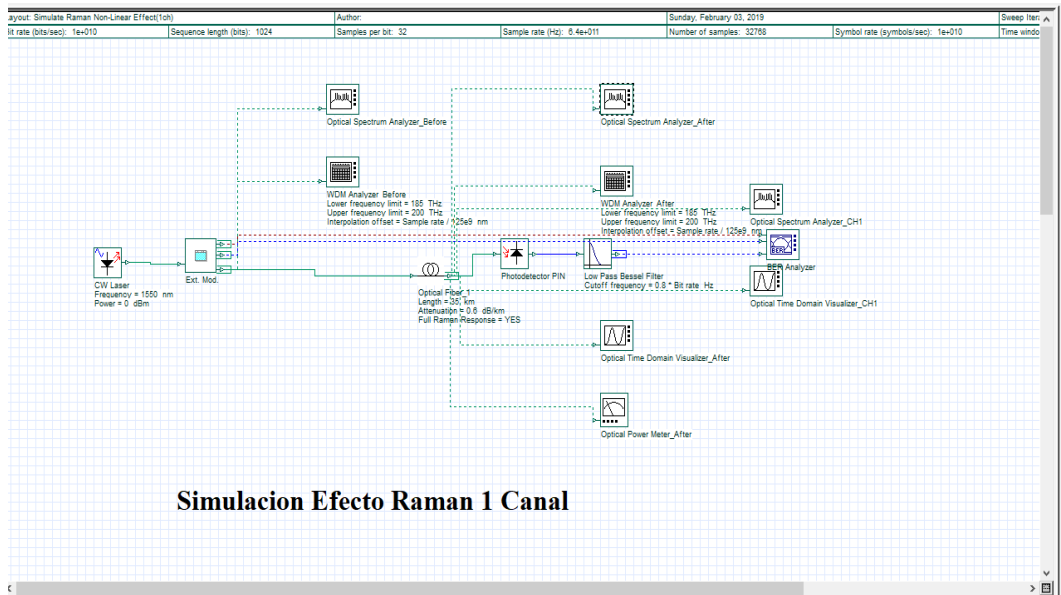 Layout: Simulate Raman Non-Linear Effect(1ch)
Author:
Sunday, February 03, 2019
Sweep Itera
Bit rate (bits/sec): 1e+010
Sequence length (bits): 1024
Samples per bit: 32
Sample rate (Hz): 6.4e+011
Number of samples: 32768
Symbol rate (symbols/sec): 1e+010
Time windo
Optical Spectrum Analyzer_Before
Optical Spectrum Analyzer_After
WDM Analyzer_Before
Lower frequency limit = 185 THz
Upper frequency limit = 200 THz
Interpolation offset = Sample rate / 125e9 nm
WDM Analyzer_After
Lower frequency limit = 185 THz
Upper frequency limit = 200 THz
Interpolation offset = Sample rate / 125e9 nm
Optical Spectrum Analyzer_CH1
BER
BER Analyzer
CW Laser
Frequency = 1550 nm
Power = 0 dBm
Ext. Mod.
Optical Fiber_1
Length = 35 km
Attenuation = 0.6 dB/km
Full Raman Response = YES
Photodetector PIN
Low Pass Bessel Filter
Cutoff frequency = 0.8 * Bit rate Hz
Optical Time Domain Visualizer_CH1
Optical Time Domain Visualizer_After
Optical Power Meter_After
Simulacion Efecto Raman 1 Canal